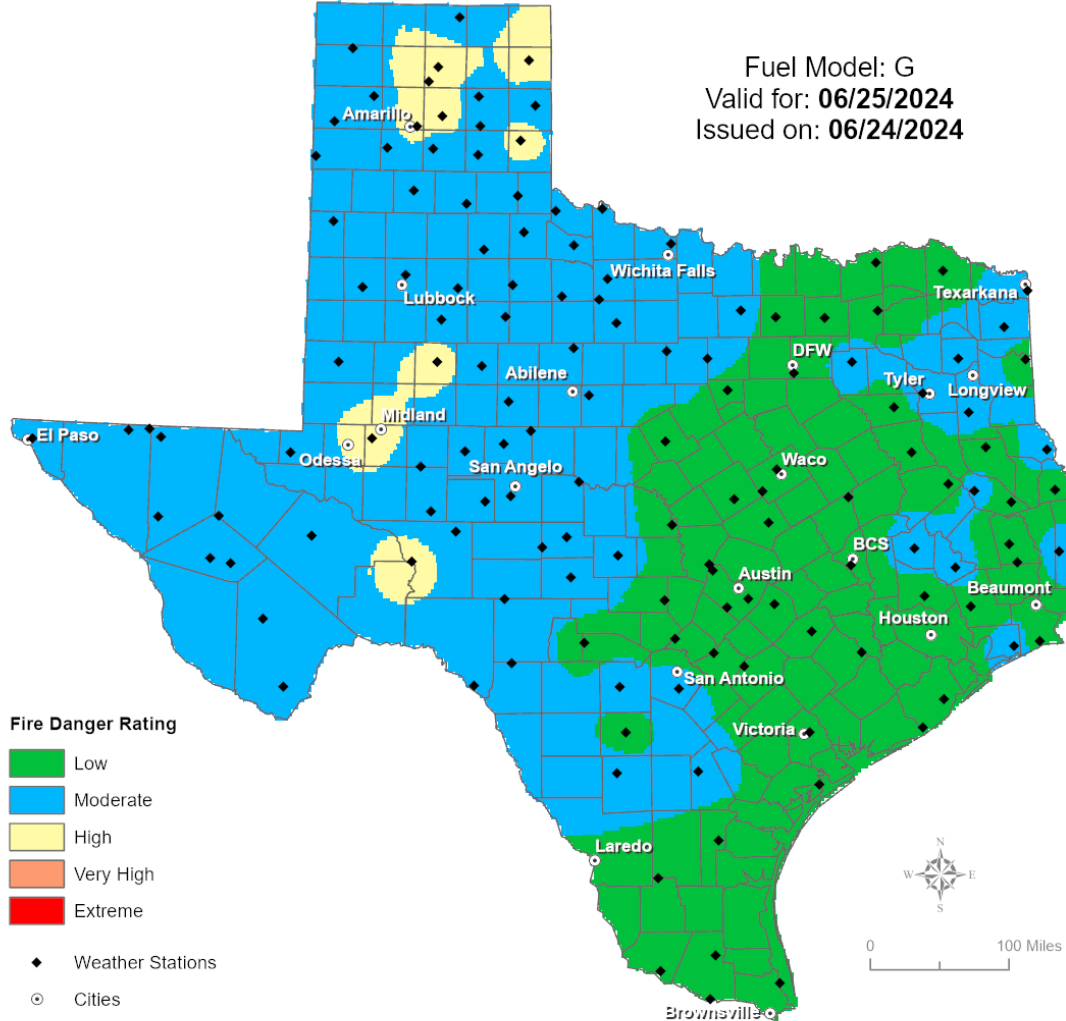 Fuel Model: G
Valid for: 06/25/2024
Issued on: 06/24/2024
Amarillo
Wichita Falls
Lubbock
Texarkana
DFW
Abilene
Tyler
Longview
Midland
El Paso
Odessa
San Angelo
Waco
BCS
Austin
Beaumont
Houston
San Antonio
Victoria
Laredo
Brownsville
Fire Danger Rating
Low
Moderate
High
Very High
Extreme
Weather Stations
Cities
N
W E
S
0 100 Miles